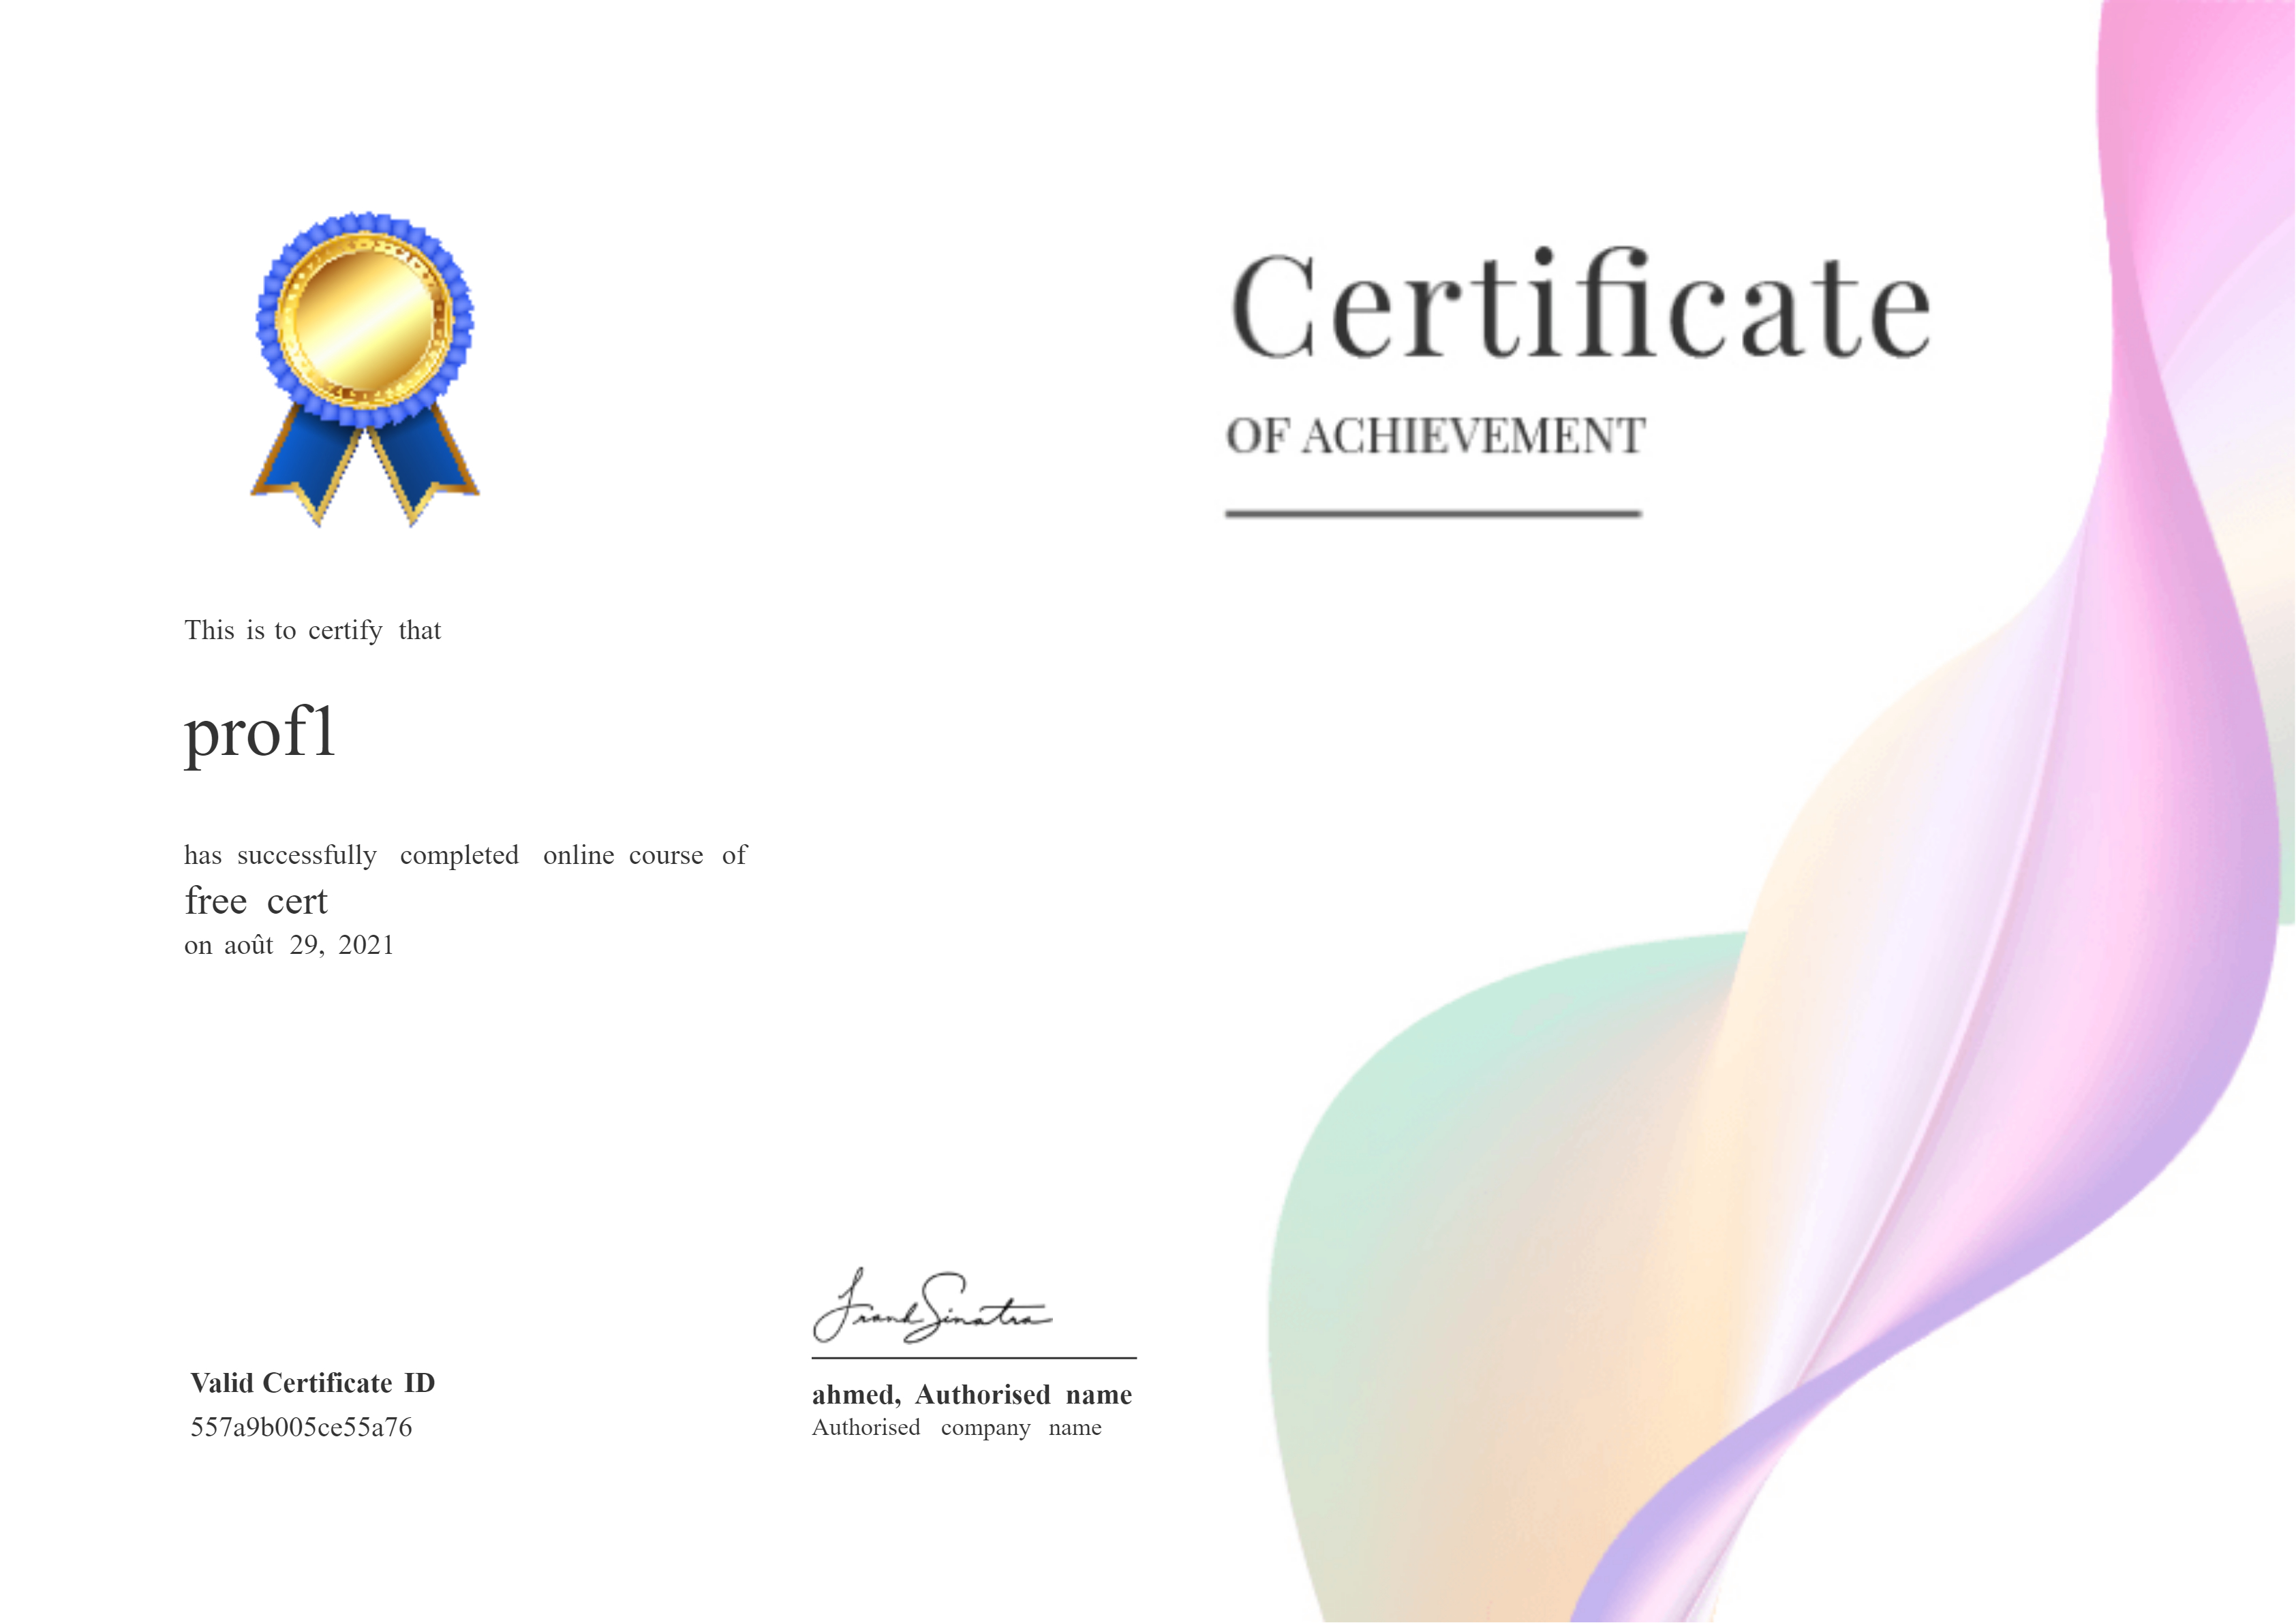 Certificate
OF ACHIEVEMENT
This is to certify that
prof1
has successfully completed online course of
free cert
on août 29, 2021
Frank Sinatra
Valid Certificate ID
557a9b005ce55a76
ahmed, Authorised name
Authorised company name